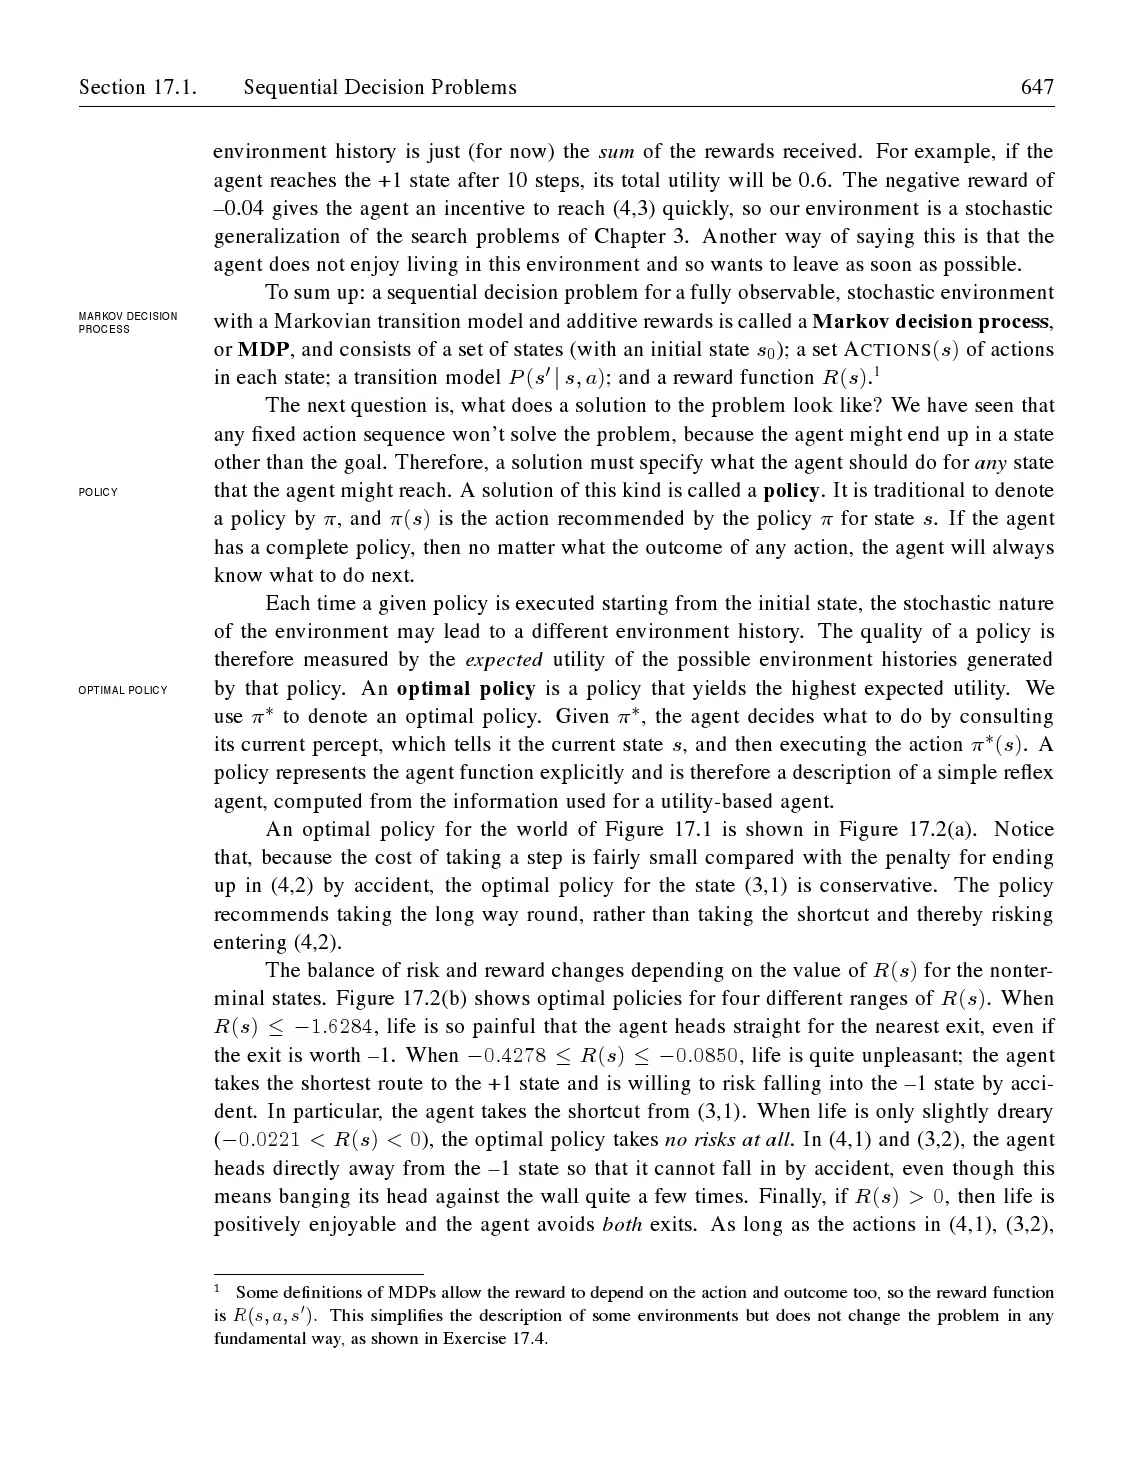 Section 17.1. Sequential Decision Problems 647
environment history is just (for now) the sum of the rewards received. For example, if the
agent reaches the +1 state after 10 steps, its total utility will be 0.6. The negative reward of
–0.04 gives the agent an incentive to reach (4,3) quickly, so our environment is a stochastic
generalization of the search problems of Chapter 3. Another way of saying this is that the
agent does not enjoy living in this environment and so wants to leave as soon as possible.
To sum up: a sequential decision problem for a fully observable, stochastic environment
MARKOV DECISION
PROCESS
with a Markovian transition model and additive rewards is called a Markov decision process,
or MDP, and consists of a set of states (with an initial state s₀); a set ACTIONS(s) of actions
in each state; a transition model P(s′ | s, a); and a reward function R(s).¹
The next question is, what does a solution to the problem look like? We have seen that
any fixed action sequence won't solve the problem, because the agent might end up in a state
other than the goal. Therefore, a solution must specify what the agent should do for any state
POLICY
that the agent might reach. A solution of this kind is called a policy. It is traditional to denote
a policy by π, and π(s) is the action recommended by the policy π for state s. If the agent
has a complete policy, then no matter what the outcome of any action, the agent will always
know what to do next.
Each time a given policy is executed starting from the initial state, the stochastic nature
of the environment may lead to a different environment history. The quality of a policy is
therefore measured by the expected utility of the possible environment histories generated
OPTIMAL POLICY
by that policy. An optimal policy is a policy that yields the highest expected utility. We
use π* to denote an optimal policy. Given π*, the agent decides what to do by consulting
its current percept, which tells it the current state s, and then executing the action π*(s). A
policy represents the agent function explicitly and is therefore a description of a simple reflex
agent, computed from the information used for a utility-based agent.
An optimal policy for the world of Figure 17.1 is shown in Figure 17.2(a). Notice
that, because the cost of taking a step is fairly small compared with the penalty for ending
up in (4,2) by accident, the optimal policy for the state (3,1) is conservative. The policy
recommends taking the long way round, rather than taking the shortcut and thereby risking
entering (4,2).
The balance of risk and reward changes depending on the value of R(s) for the nonter-
minal states. Figure 17.2(b) shows optimal policies for four different ranges of R(s). When
R(s) ≤ −1.6284, life is so painful that the agent heads straight for the nearest exit, even if
the exit is worth –1. When −0.4278 ≤ R(s) ≤ −0.0850, life is quite unpleasant; the agent
takes the shortest route to the +1 state and is willing to risk falling into the –1 state by acci-
dent. In particular, the agent takes the shortcut from (3,1). When life is only slightly dreary
(−0.0221 < R(s) < 0), the optimal policy takes no risks at all. In (4,1) and (3,2), the agent
heads directly away from the –1 state so that it cannot fall in by accident, even though this
means banging its head against the wall quite a few times. Finally, if R(s) > 0, then life is
positively enjoyable and the agent avoids both exits. As long as the actions in (4,1), (3,2),
¹ Some definitions of MDPs allow the reward to depend on the action and outcome too, so the reward function
is R(s, a, s′). This simplifies the description of some environments but does not change the problem in any
fundamental way, as shown in Exercise 17.4.